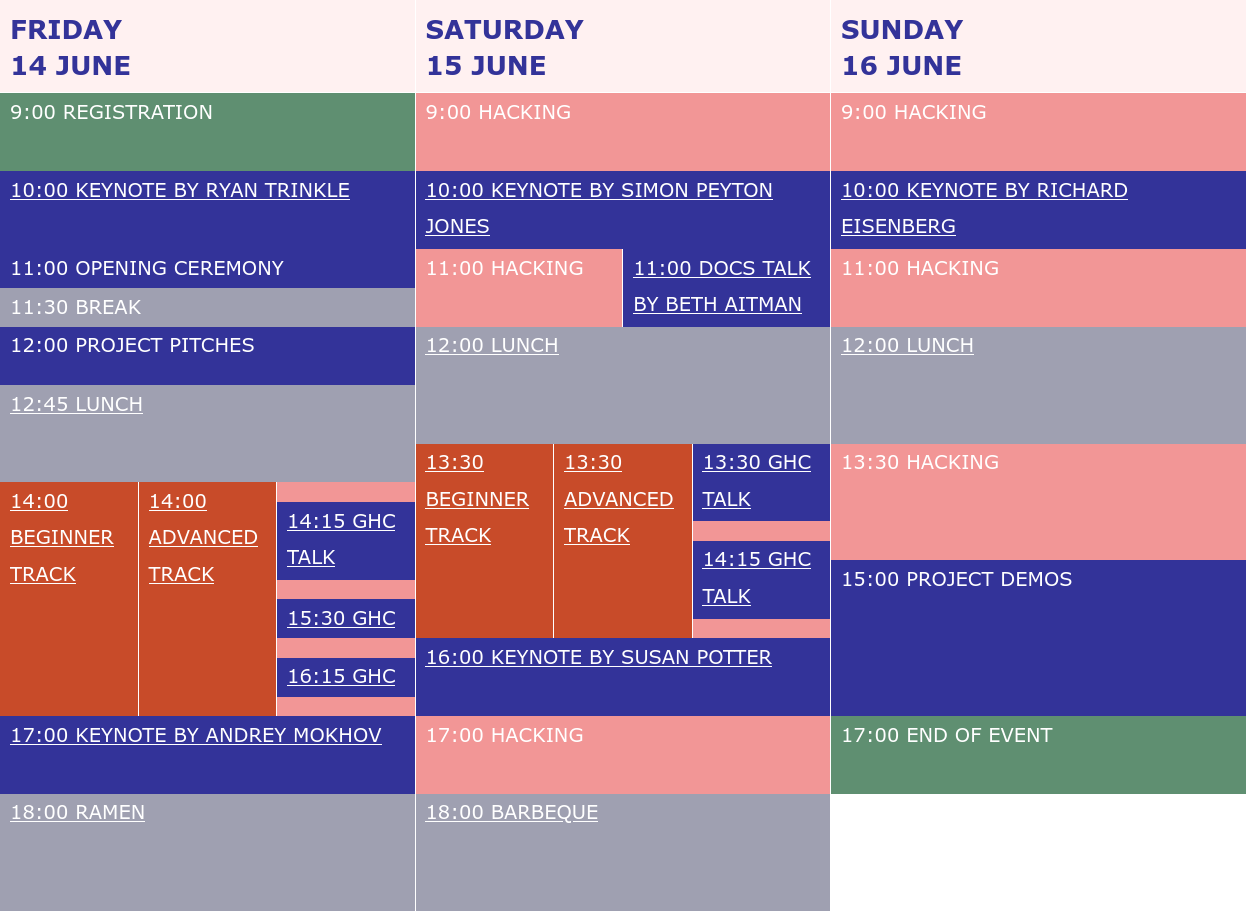 FRIDAY
14 JUNE
9:00 REGISTRATION
10:00 KEYNOTE BY RYAN TRINKLE
11:00 OPENING CEREMONY
11:30 BREAK
12:00 PROJECT PITCHES
12:45 LUNCH
14:00
BEGINNER
TRACK
14:00
ADVANCED
TRACK
14:15 GHC
TALK
15:30 GHC
16:15 GHC
17:00 KEYNOTE BY ANDREY MOKHOV
18:00 RAMEN
SATURDAY
15 JUNE
9:00 HACKING
10:00 KEYNOTE BY SIMON PEYTON
JONES
11:00 HACKING
11:00 DOCS TALK
BY BETH AITMAN
12:00 LUNCH
13:30
BEGINNER
TRACK
13:30
ADVANCED
TRACK
13:30 GHC
TALK
14:15 GHC
TALK
16:00 KEYNOTE BY SUSAN POTTER
17:00 HACKING
18:00 BARBEQUE
SUNDAY
16 JUNE
9:00 HACKING
10:00 KEYNOTE BY RICHARD
EISENBERG
11:00 HACKING
12:00 LUNCH
13:30 HACKING
15:00 PROJECT DEMOS
17:00 END OF EVENT